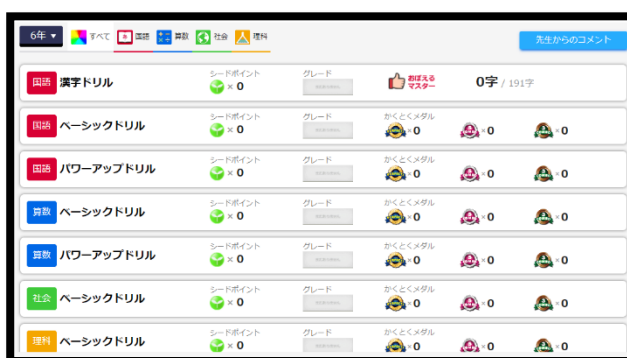 6年 ▼ すべて 国語 算数 社会 理科 先生からのコメント
シードポイント グレード
国語 漢字ドリル × 0 おぼえるマスター 0字 / 191字
シードポイント グレード かくとくメダル
国語 ベーシックドリル × 0 ×0 ×0 ×0
シードポイント グレード かくとくメダル
国語 パワーアップドリル × 0 ×0 ×0 ×0
シードポイント グレード かくとくメダル
算数 ベーシックドリル × 0 ×0 ×0 ×0
シードポイント グレード かくとくメダル
算数 パワーアップドリル × 0 ×0 ×0 ×0
シードポイント グレード かくとくメダル
社会 ベーシックドリル × 0 ×0 ×0 ×0
シードポイント グレード かくとくメダル
理科 ベーシックドリル × 0 ×0 ×0 ×0